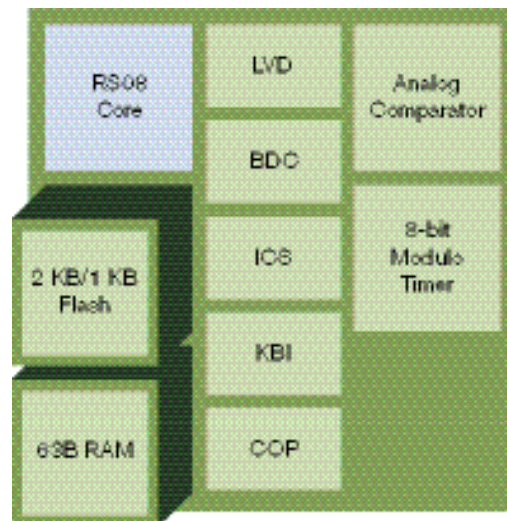 RS08
Core
LVD
Analog
Comparator
BDC
8-bit
Module
Timer
ICS
2 KB/1 KB
Flash
KBI
63B RAM
COP